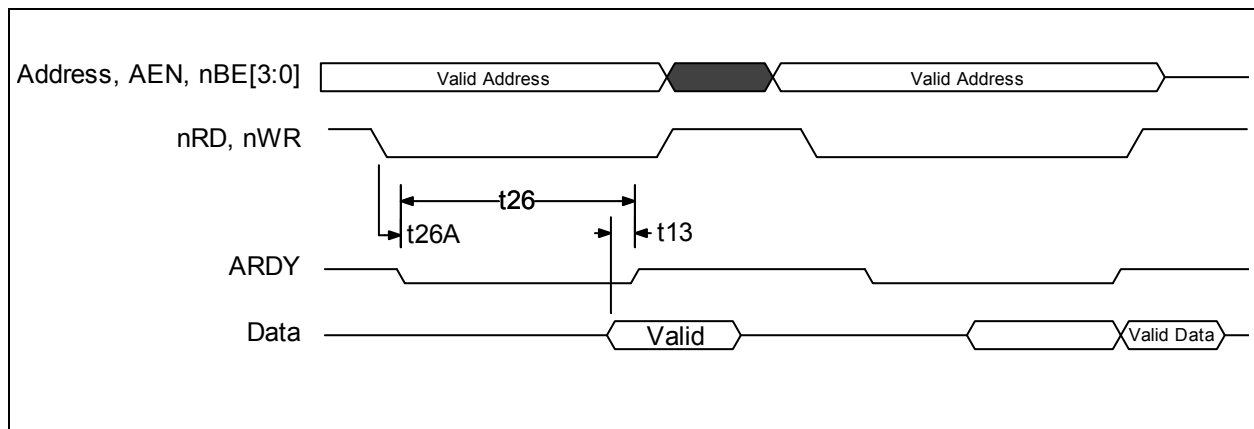 Address, AEN, nBE[3:0]
Valid Address
Valid Address
nRD, nWR
t26
t26A
t13
ARDY
Data
Valid
Valid Data